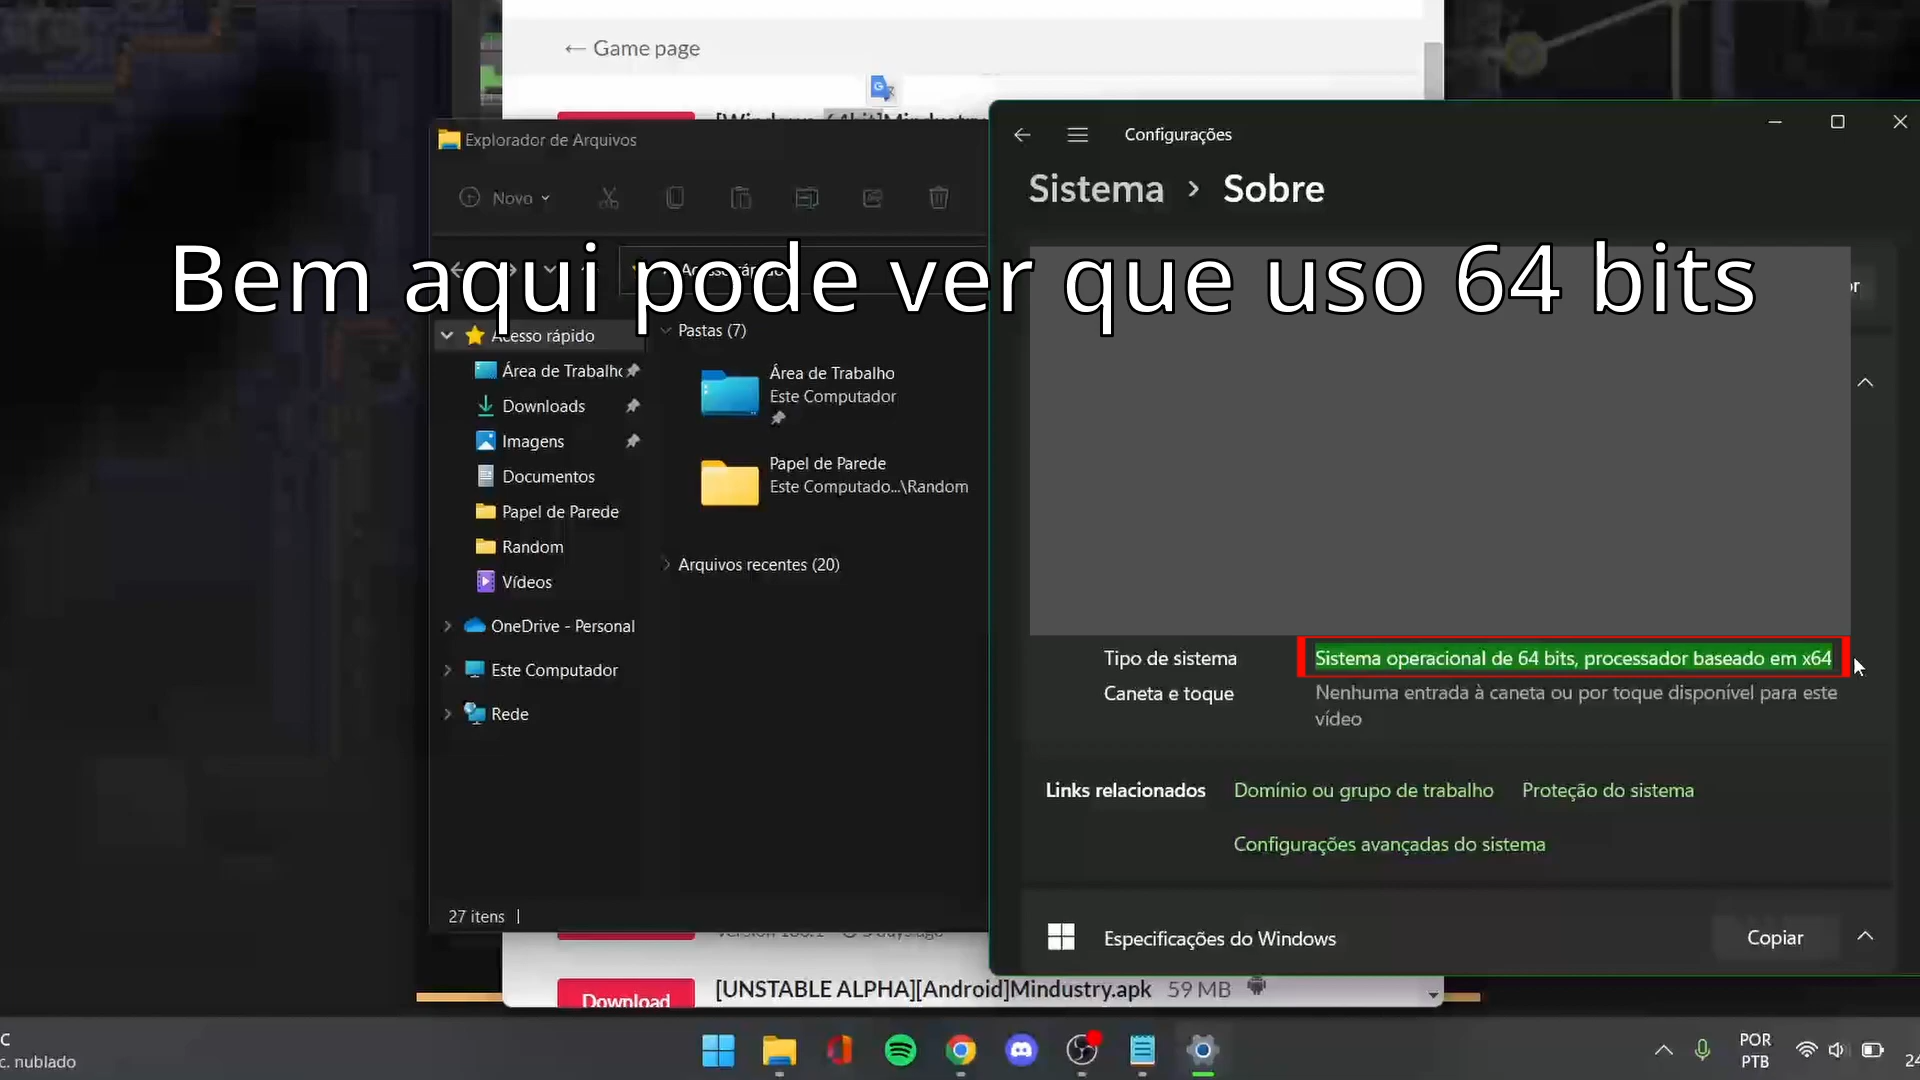 ← Game page
Explorador de Arquivos
Novo
Configurações
Sistema > Sobre
Bem aqui pode ver que uso 64 bits
Acesso rápido
Pastas (7)
Área de Trabalho
Downloads
Imagens
Documentos
Papel de Parede
Random
Vídeos
OneDrive - Personal
Este Computador
Rede
Área de Trabalho
Este Computador
Papel de Parede
Este Computado...\Random
Arquivos recentes (20)
27 itens
Tipo de sistema
Sistema operacional de 64 bits, processador baseado em x64
Caneta e toque
Nenhuma entrada à caneta ou por toque disponível para este
vídeo
Links relacionados
Domínio ou grupo de trabalho
Proteção do sistema
Configurações avançadas do sistema
Especificações do Windows
Copiar
Download
[UNSTABLE ALPHA][Android]Mindustry.apk 59 MB
C
c. nublado
POR
PTB